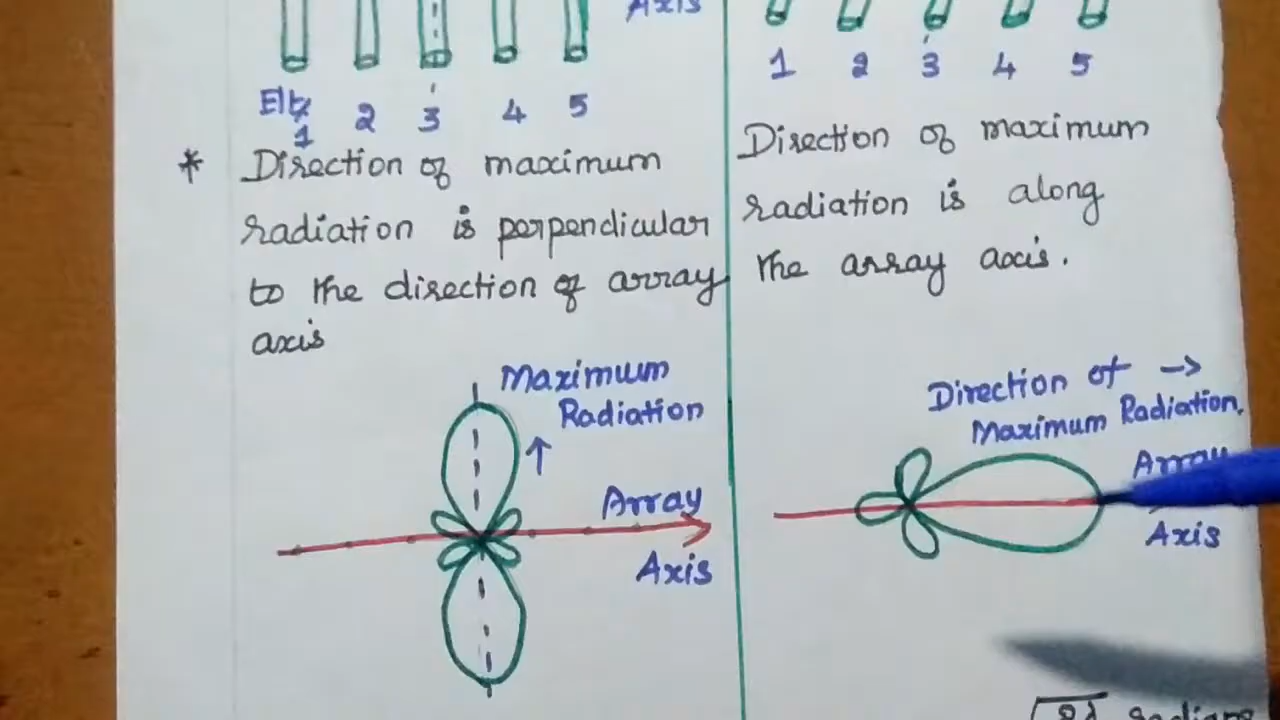 Axis
Elt
1 2 3 4 5
1 2 3 4 5
* Direction of maximum
radiation is perpendicular
to the direction of array
axis
Direction of maximum
radiation is along
the array axis.
Maximum
Radiation
↑
Array
Axis
Direction of →
Maximum Radiation.
Array
Axis